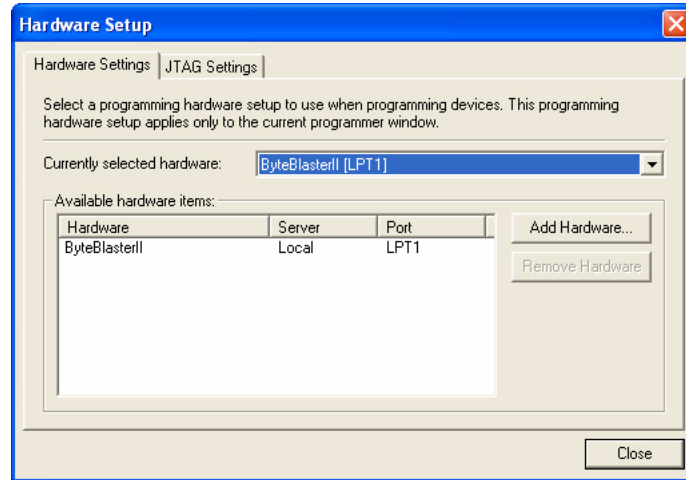 Hardware Setup
Hardware Settings JTAG Settings
Select a programming hardware setup to use when programming devices. This programming
hardware setup applies only to the current programmer window.
Currently selected hardware: ByteBlasterII [LPT1]
Available hardware items:
Hardware Server Port
ByteBlasterII Local LPT1
Add Hardware...
Remove Hardware
Close